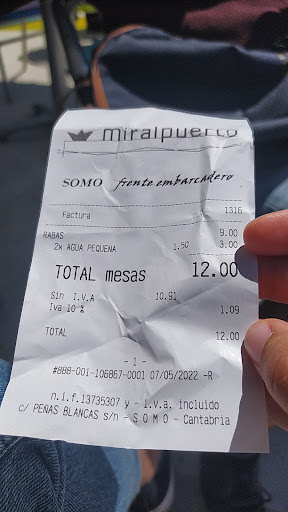 miralpuerto
SOMO frente embarcadero
Factura 1316
RABAS 9.00
2x AGUA PEQUENA 1.50 3.00
TOTAL mesas 12.00
Sin I.V.A 10.91
Iva 10 % 1.09
TOTAL 12.00
- 1 -
#888-001-106867-0001 07/05/2022 -R
n.i.f.13735307 y - i.v.a. incluido
c/ PEÑAS BLANCAS s/n - S O M O - Cantabria